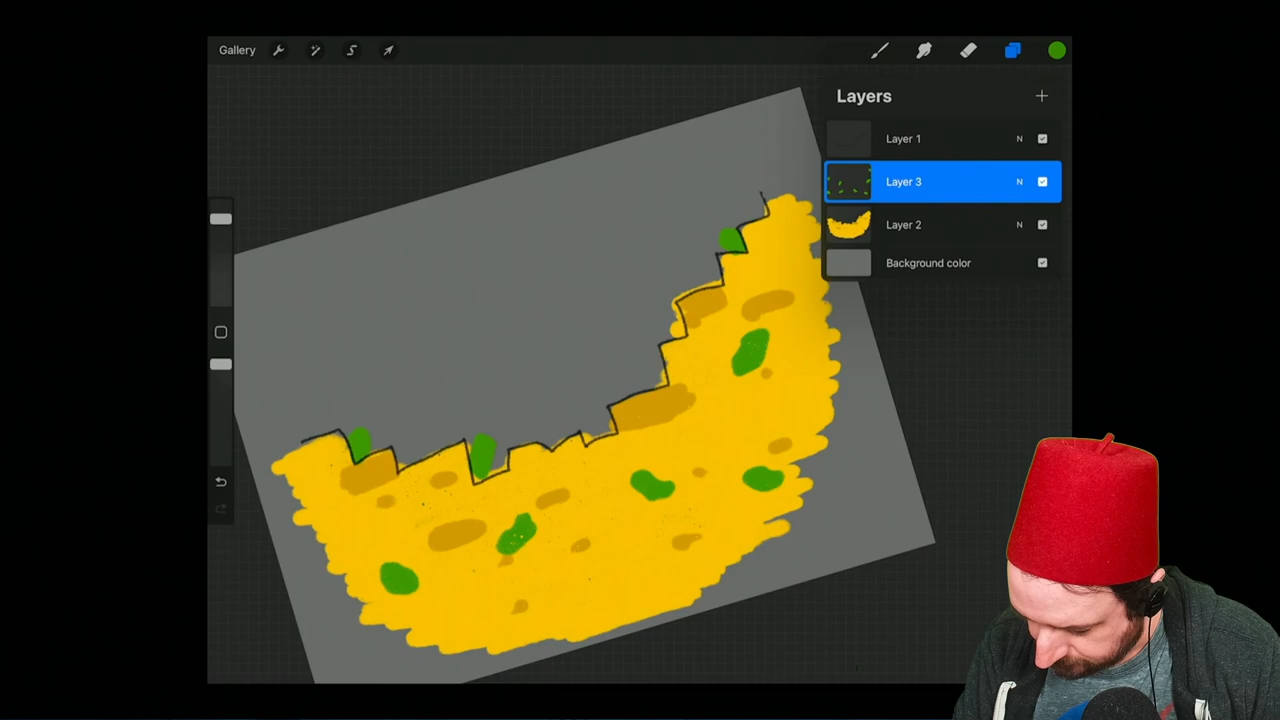 Gallery
Layers
Layer 1 N
Layer 3 N
Layer 2 N
Background color